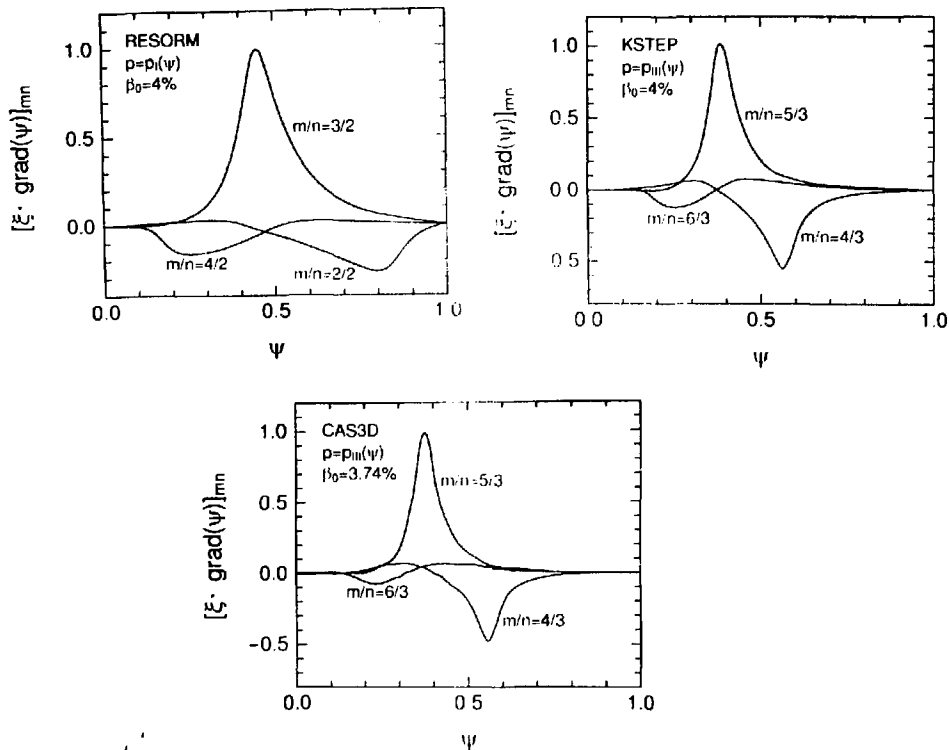 RESORM
p=pI(ψ)
β0=4%
m/n=3/2
m/n=4/2
m/n=2/2
[ξ· grad(ψ)]mn
1.0
0.5
0.0
0.0
0.5
1 0
ψ
KSTEP
p=pIII(ψ)
β0=4%
m/n=5/3
m/n=6/3
m/n=4/3
[ξ· grad(ψ)]mn
1.0
0.5
0 0
0.5
0 0
0.5
1.0
ψ
CAS3D
p=pIII(ψ)
β0=3.74%
m/n=5/3
m/n=6/3
m/n=4/3
[ξ· grad(ψ)]mn
1.0
0.5
0.0
−0.5
0.0
0.5
1.0
ψ